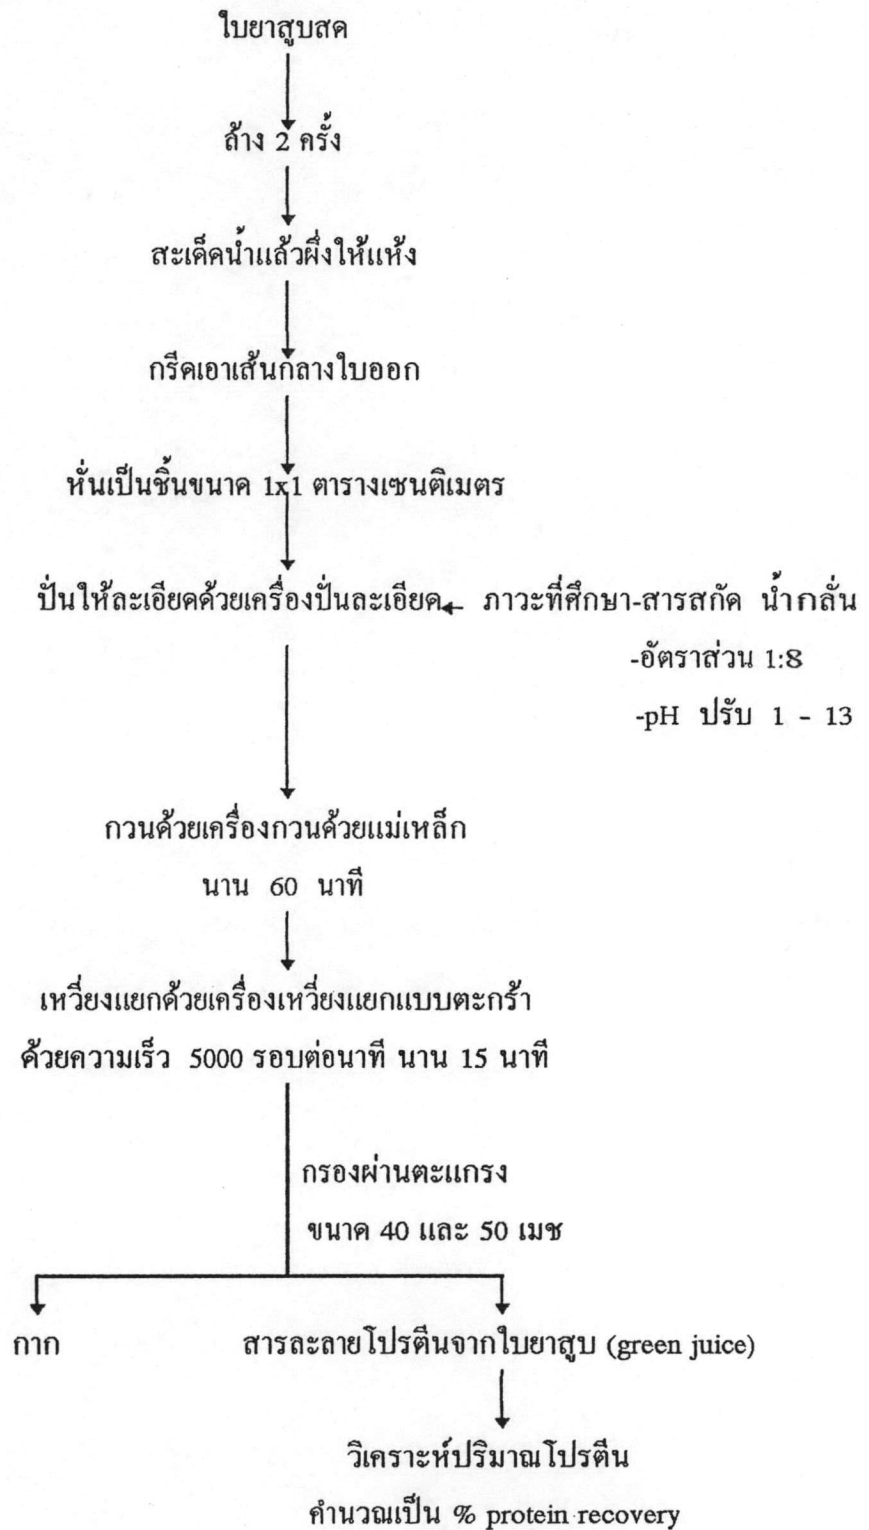 ใบยาสูบสด
ล้าง 2 ครั้ง
สะเด็ดน้ำแล้วผึ่งให้แห้ง
กรีดเอาเส้นกลางใบออก
หั่นเป็นชิ้นขนาด 1x1 ตารางเซนติเมตร
ปั่นให้ละเอียดด้วยเครื่องปั่นละเอียด ภาวะที่ศึกษา-สารสกัด น้ำกลั่น
-อัตราส่วน 1:8
-pH ปรับ 1 - 13
กวนด้วยเครื่องกวนด้วยแม่เหล็ก
นาน 60 นาที
เหวี่ยงแยกด้วยเครื่องเหวี่ยงแยกแบบตะกร้า
ด้วยความเร็ว 5000 รอบต่อนาที นาน 15 นาที
กรองผ่านตะแกรง
ขนาด 40 และ 50 เมช
กาก สารละลายโปรตีนจากใบยาสูบ (green juice)
วิเคราะห์ปริมาณโปรตีน
คำนวณเป็น % protein recovery